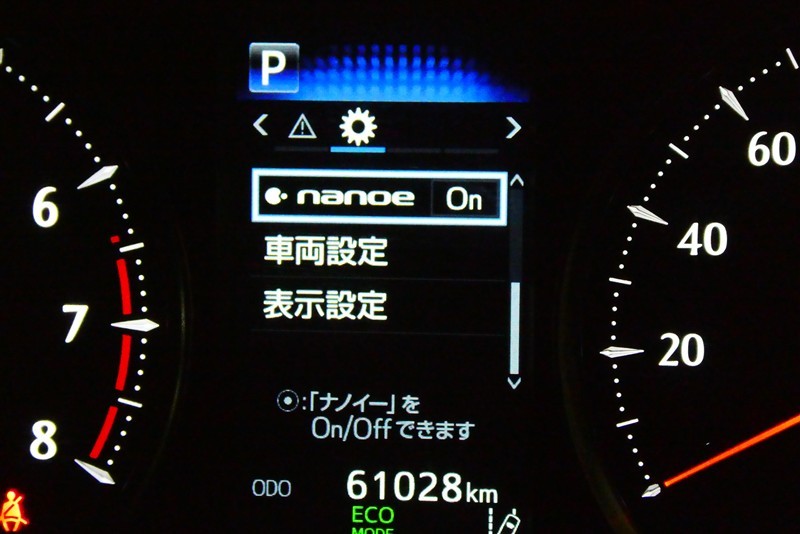 P
nanoe On
車両設定
表示設定
:「ナノイー」を
On/Offできます
ODO 61028km
ECO
MODE
6
7
8
60
40
20